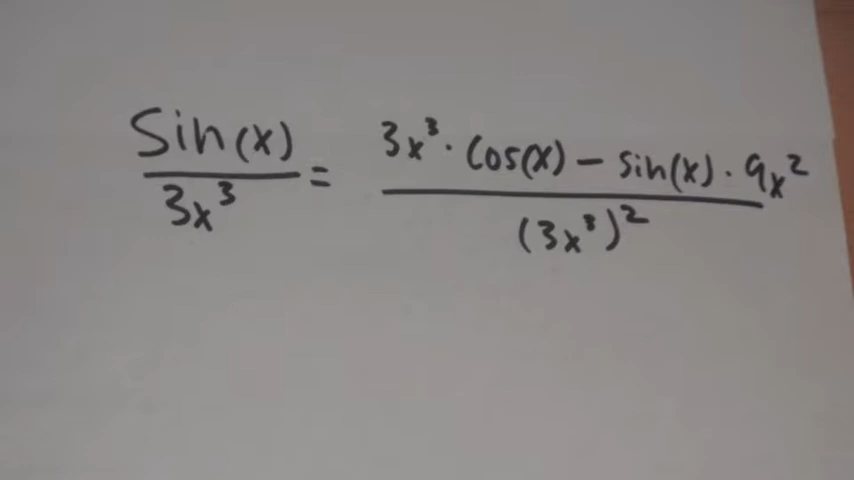 sin(x)/3x³ = (3x³ · cos(x) − sin(x) · 9x²)/(3x³)²